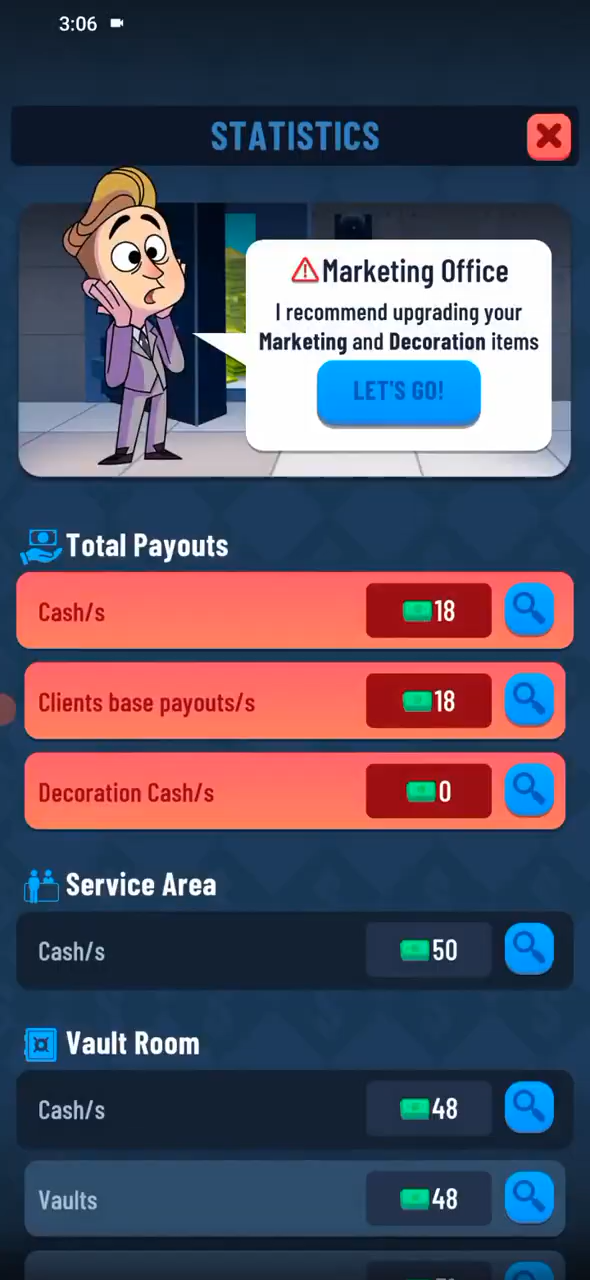 3:06
STATISTICS
Marketing Office
I recommend upgrading your
Marketing and Decoration items
LET'S GO!
Total Payouts
Cash/s
18
Clients base payouts/s
18
Decoration Cash/s
0
Service Area
Cash/s
50
Vault Room
Cash/s
48
Vaults
48